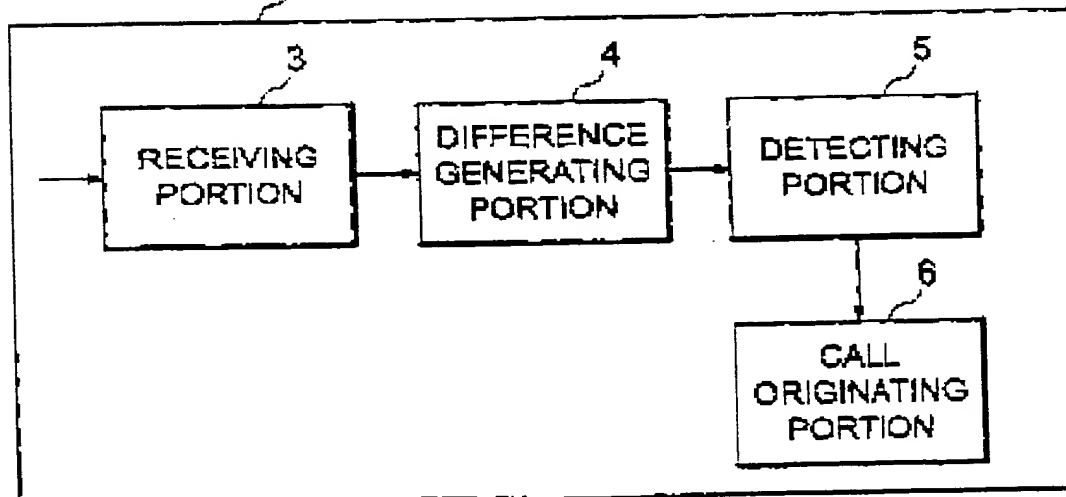 3
RECEIVING
PORTION
4
DIFFERENCE
GENERATING
PORTION
5
DETECTING
PORTION
6
CALL
ORIGINATING
PORTION